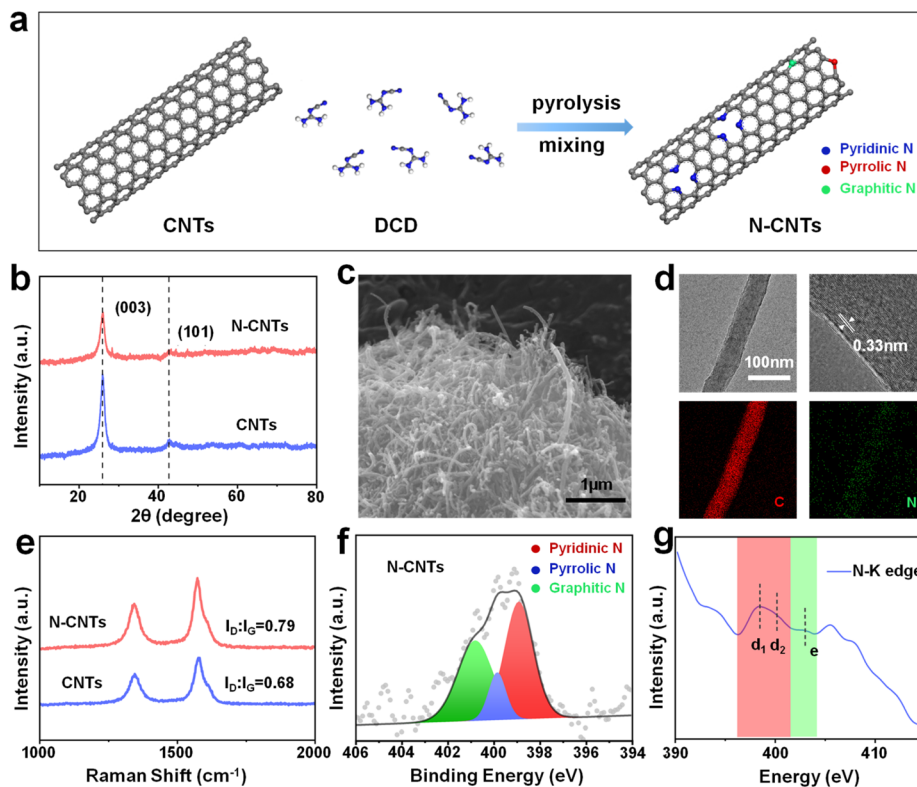 a
pyrolysis
mixing
Pyridinic N
Pyrrolic N
Graphitic N
CNTs
DCD
N-CNTs
b
(003)
(101)
N-CNTs
CNTs
Intensity (a.u.)
20
40
60
80
2θ (degree)
c
1μm
d
100nm
0.33nm
C
N
e
N-CNTs
I_D:I_G=0.79
CNTs
I_D:I_G=0.68
Intensity (a.u.)
1000
1500
2000
Raman Shift (cm⁻¹)
f
N-CNTs
Pyridinic N
Pyrrolic N
Graphitic N
Intensity (a.u.)
406
404
402
400
398
396
394
Binding Energy (eV)
g
N-K edge
d₁
d₂
e
Intensity (a.u.)
390
400
410
Energy (eV)